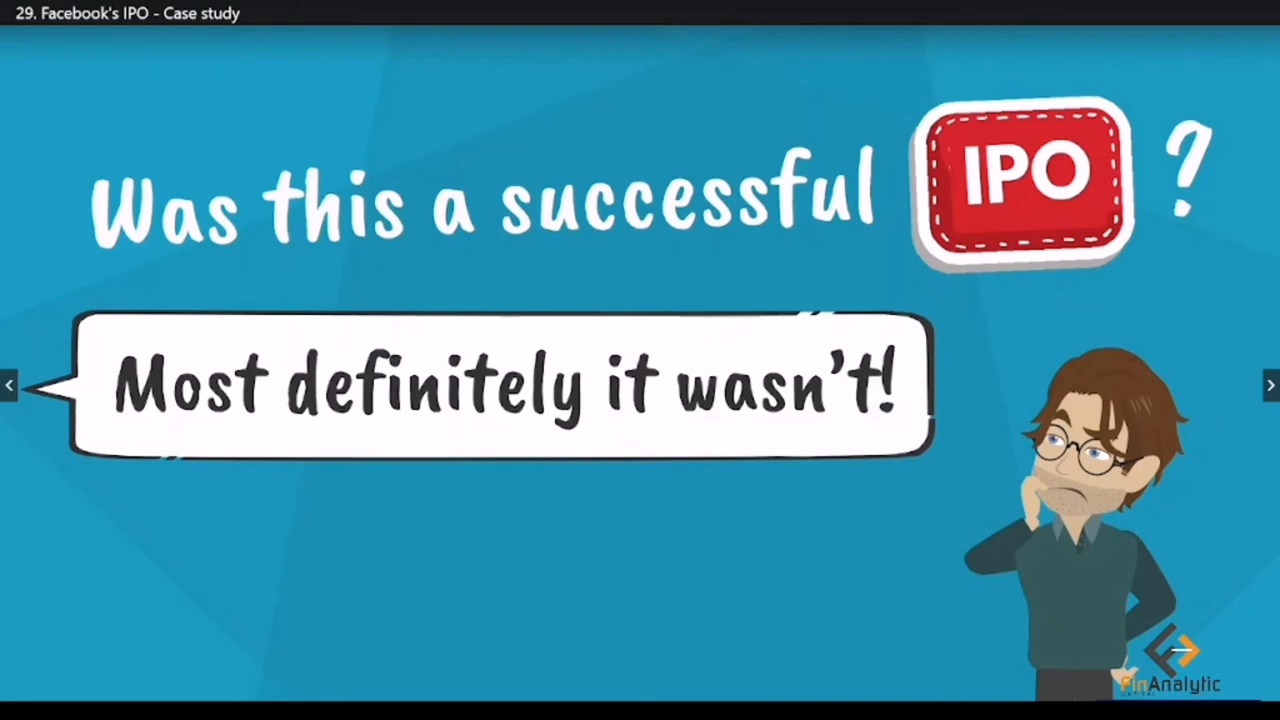 29. Facebook's IPO - Case study
Was this a successful IPO ?
Most definitely it wasn't!
FinAnalytic